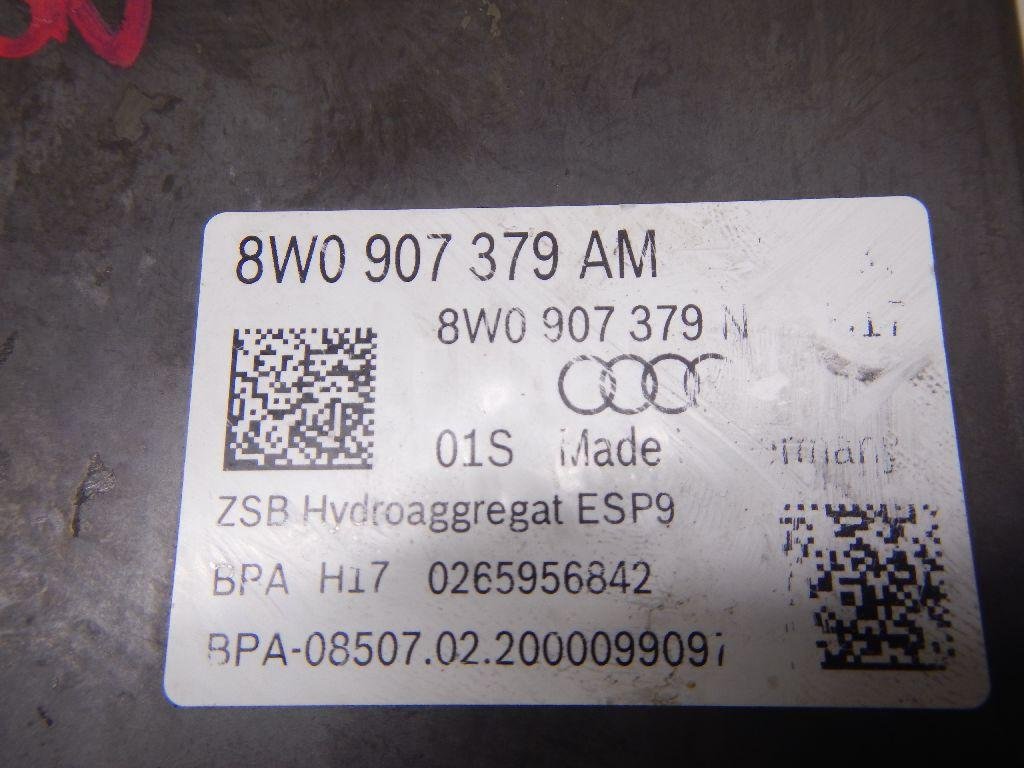 8W0 907 379 AM
8W0 907 379 N
01S Made
ZSB Hydroaggregat ESP9
BPA H17 0265956842
BPA-08507.02.2000099097